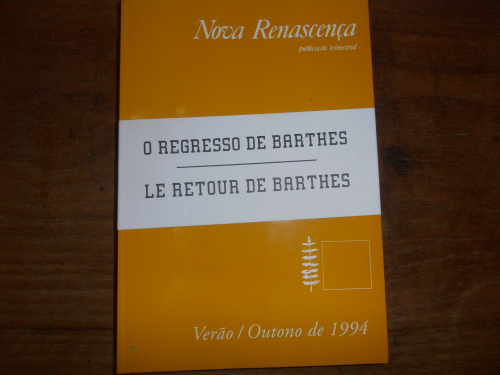 Nova Renascença
publicação trimestral
O REGRESSO DE BARTHES
LE RETOUR DE BARTHES
Verão / Outono de 1994